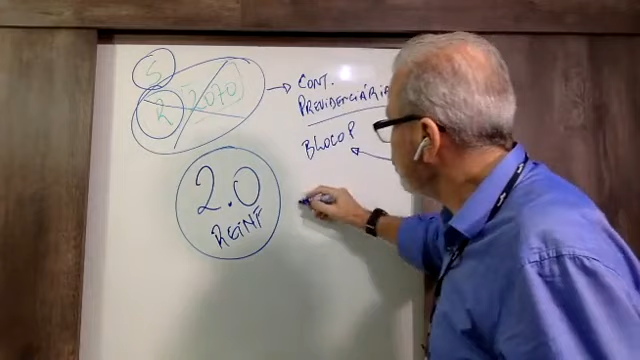 S
R 2070
CONT.
PREVIDENCIÁRIA
BLOCO P
2.0
REINF